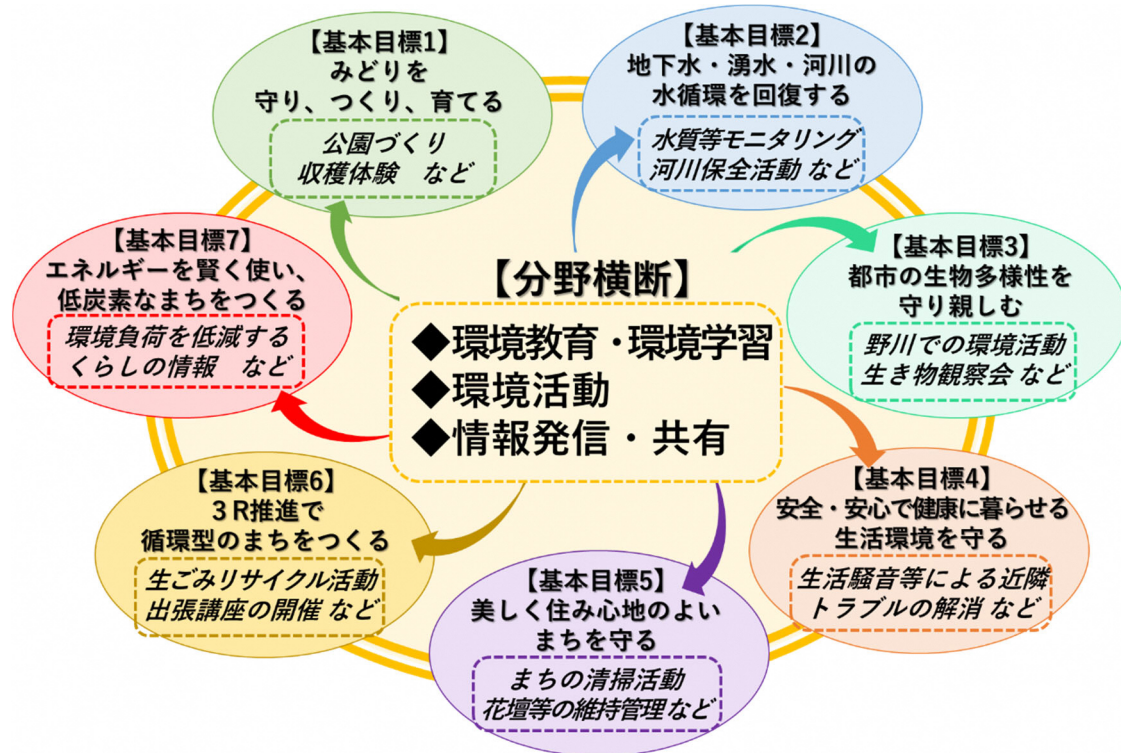 【基本目標1】
みどりを
守り、つくり、育てる
公園づくり
収穫体験　など
【基本目標2】
地下水・湧水・河川の
水循環を回復する
水質等モニタリング
河川保全活動 など
【基本目標3】
都市の生物多様性を
守り親しむ
野川での環境活動
生き物観察会 など
【基本目標4】
安全・安心で健康に暮らせる
生活環境を守る
生活騒音等による近隣
トラブルの解消 など
【基本目標5】
美しく住み心地のよい
まちを守る
まちの清掃活動
花壇等の維持管理 など
【基本目標6】
３R推進で
循環型のまちをつくる
生ごみリサイクル活動
出張講座の開催 など
【基本目標7】
エネルギーを賢く使い、
低炭素なまちをつくる
環境負荷を低減する
くらしの情報　など
【分野横断】
◆環境教育・環境学習
◆環境活動
◆情報発信・共有